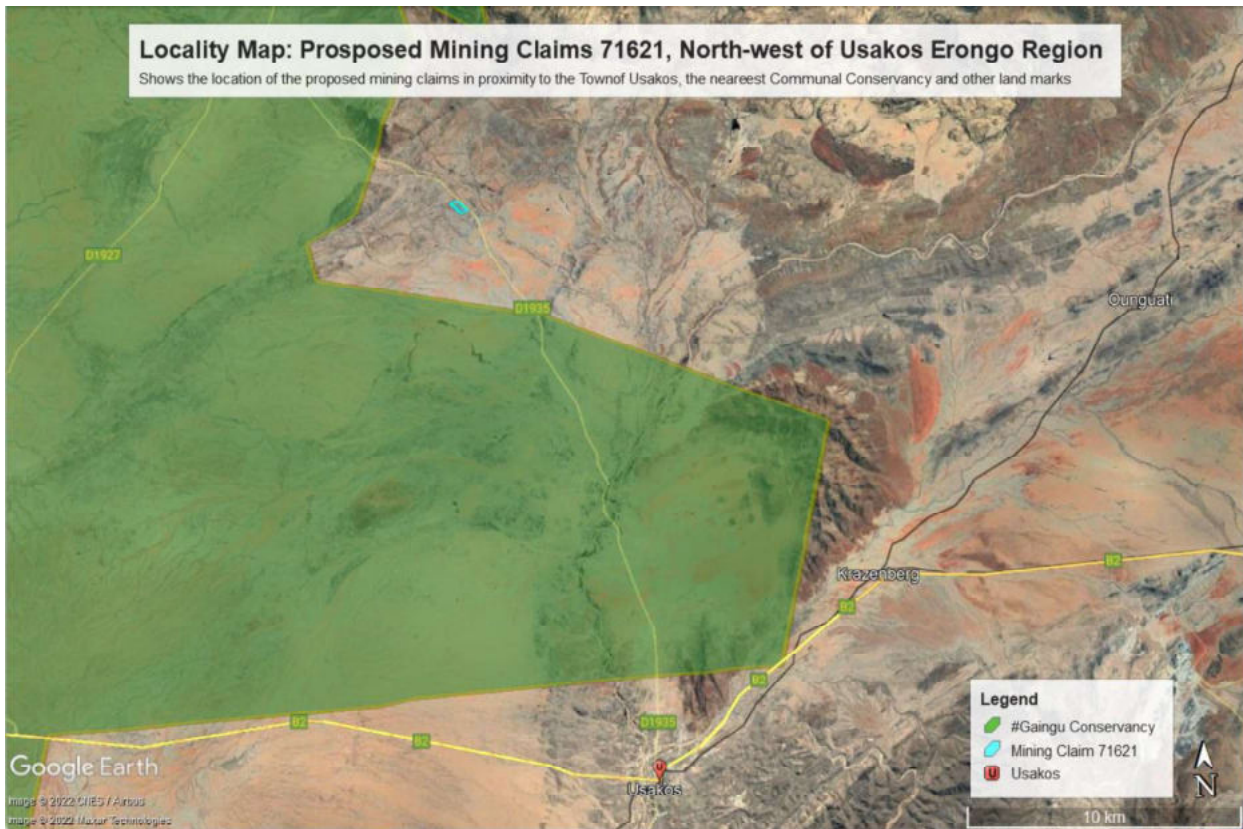 Locality Map: Prosposed Mining Claims 71621, North-west of Usakos Erongo Region
Shows the location of the proposed mining claims in proximity to the Townof Usakos, the neareest Communal Conservancy and other land marks
D1927
D1935
Ounguati
Krazenberg
B2
B2
B2
D1935
B2
B2
Usakos
Legend
#Gaingu Conservancy
Mining Claim 71621
U
Usakos
N
10 km
Google Earth
Image © 2022 CNES / Airbus
Image © 2022 Maxar Technologies